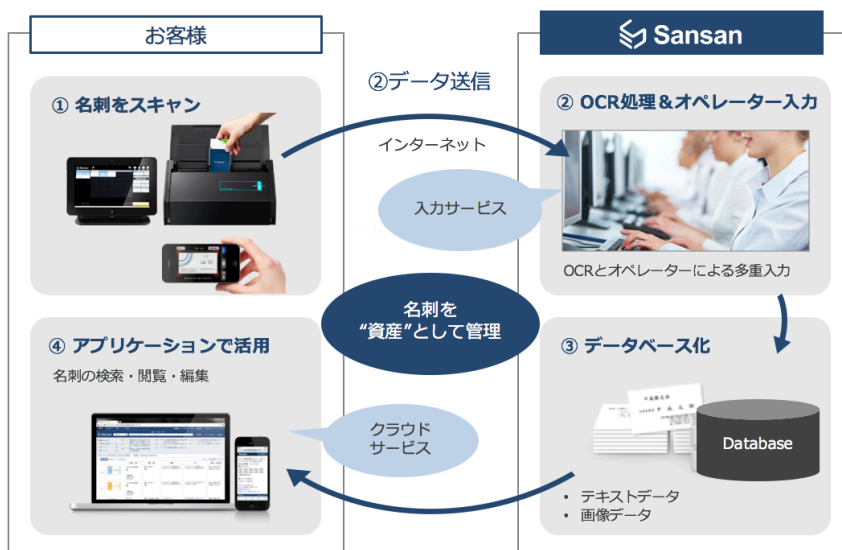 お客様
Sansan
① 名刺をスキャン
②データ送信
インターネット
入力サービス
② OCR処理＆オペレーター入力
OCRとオペレーターによる多重入力
名刺を
“資産”として管理
③ データベース化
Database
・ テキストデータ
・ 画像データ
クラウド
サービス
④ アプリケーションで活用
名刺の検索・閲覧・編集